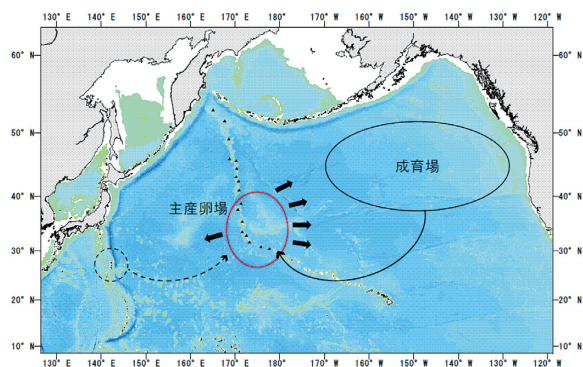 130° W 140° W 150° W 160° W 170° W 180° W 170° W 160° W 150° W 140° W 130° W 120° W
60° N 60° N
50° N 50° N
成育場
40° N 40° N
主産卵場
30° N 30° N
20° N 20° N
10° N 10° N
130° W 140° W 150° W 160° W 170° W 180° W 170° W 160° W 150° W 140° W 130° W 120° W